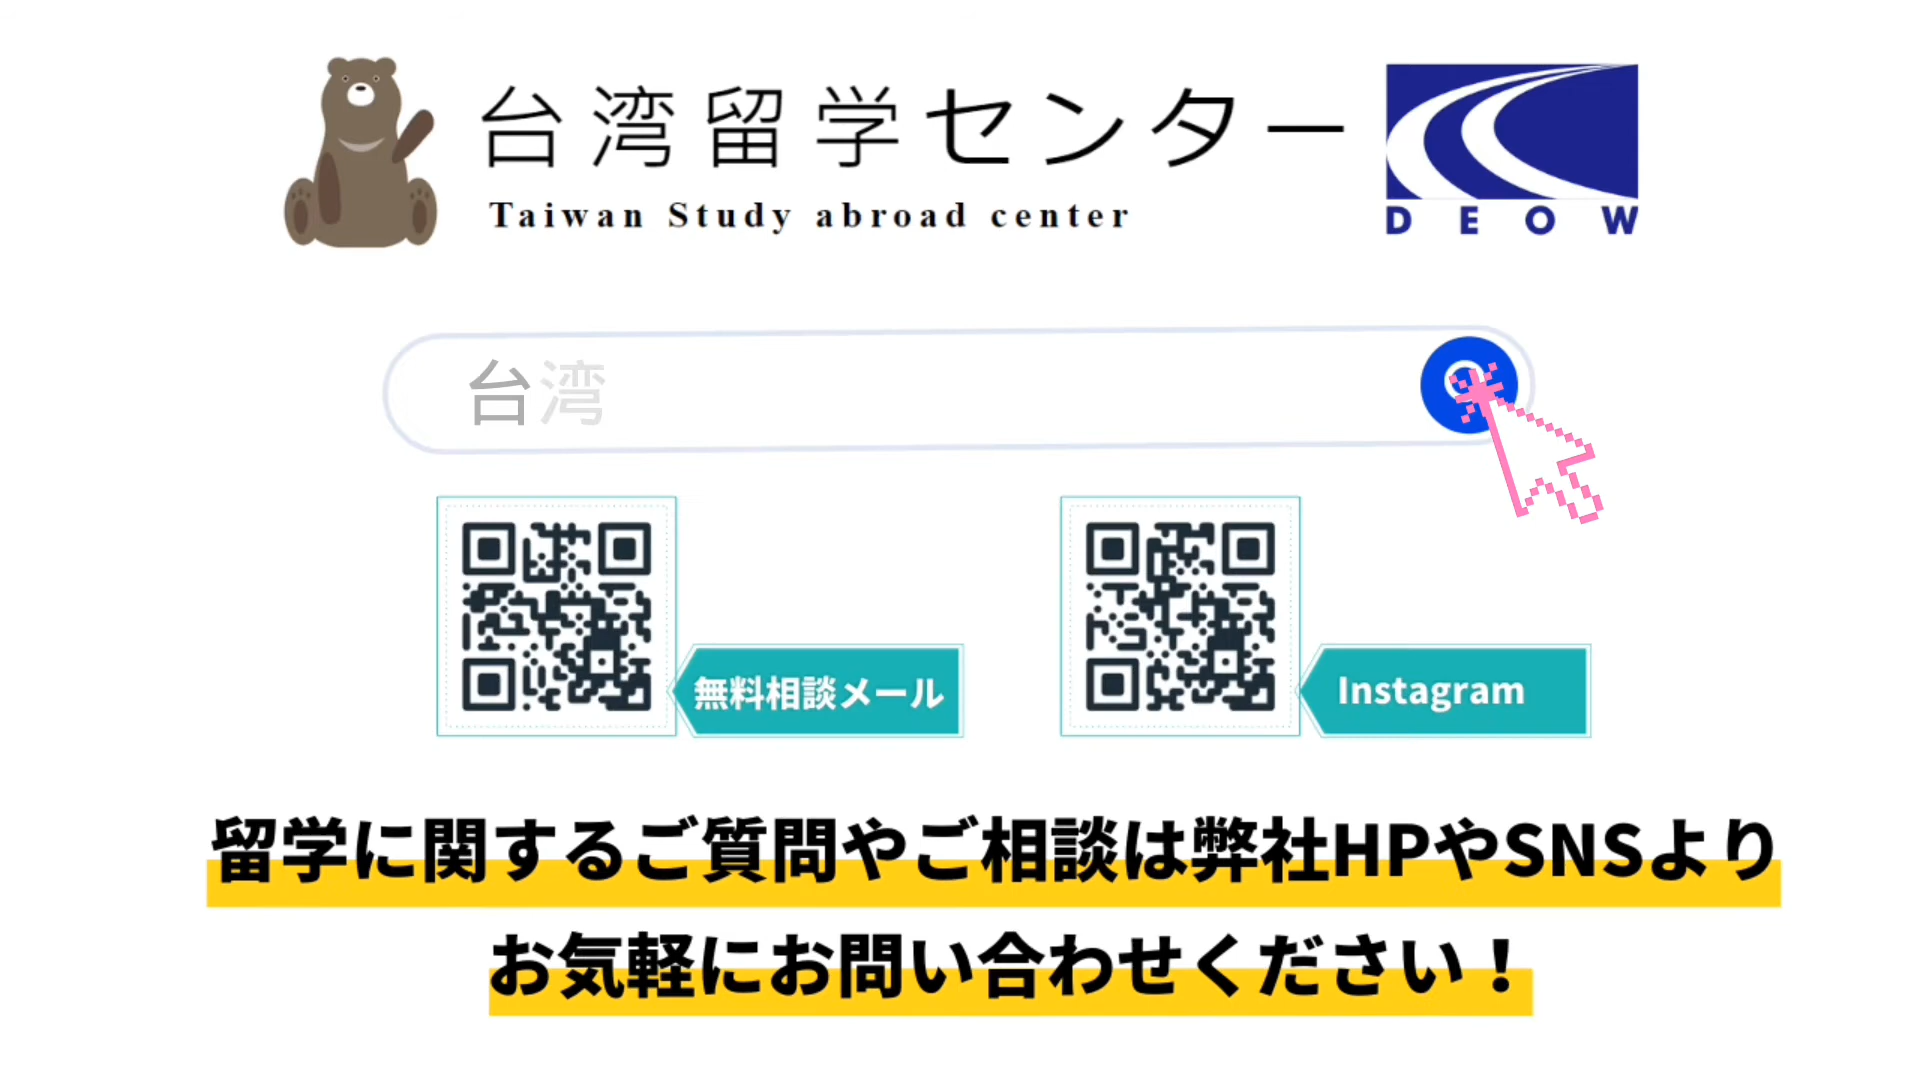 台湾留学センター
Taiwan Study abroad center
DEOW
台湾
無料相談メール
Instagram
留学に関するご質問やご相談は弊社HPやSNSより
お気軽にお問い合わせください！